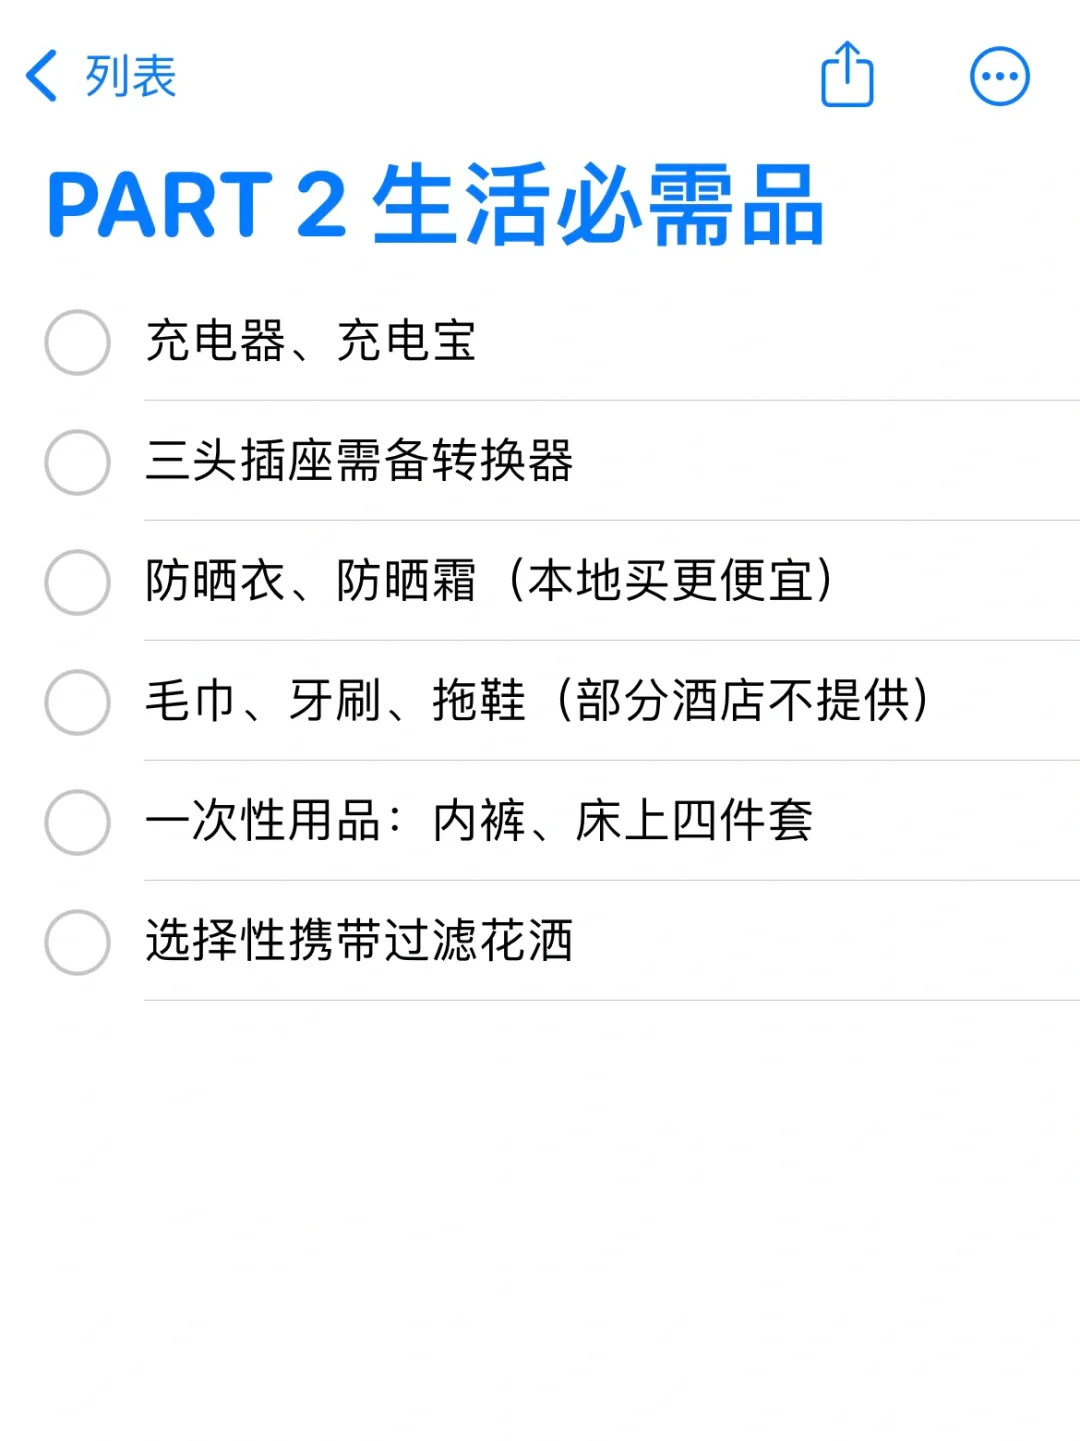 列表
PART 2 生活必需品
充电器、充电宝
三头插座需备转换器
防晒衣、防晒霜（本地买更便宜）
毛巾、牙刷、拖鞋（部分酒店不提供）
一次性用品：内裤、床上四件套
选择性携带过滤花洒